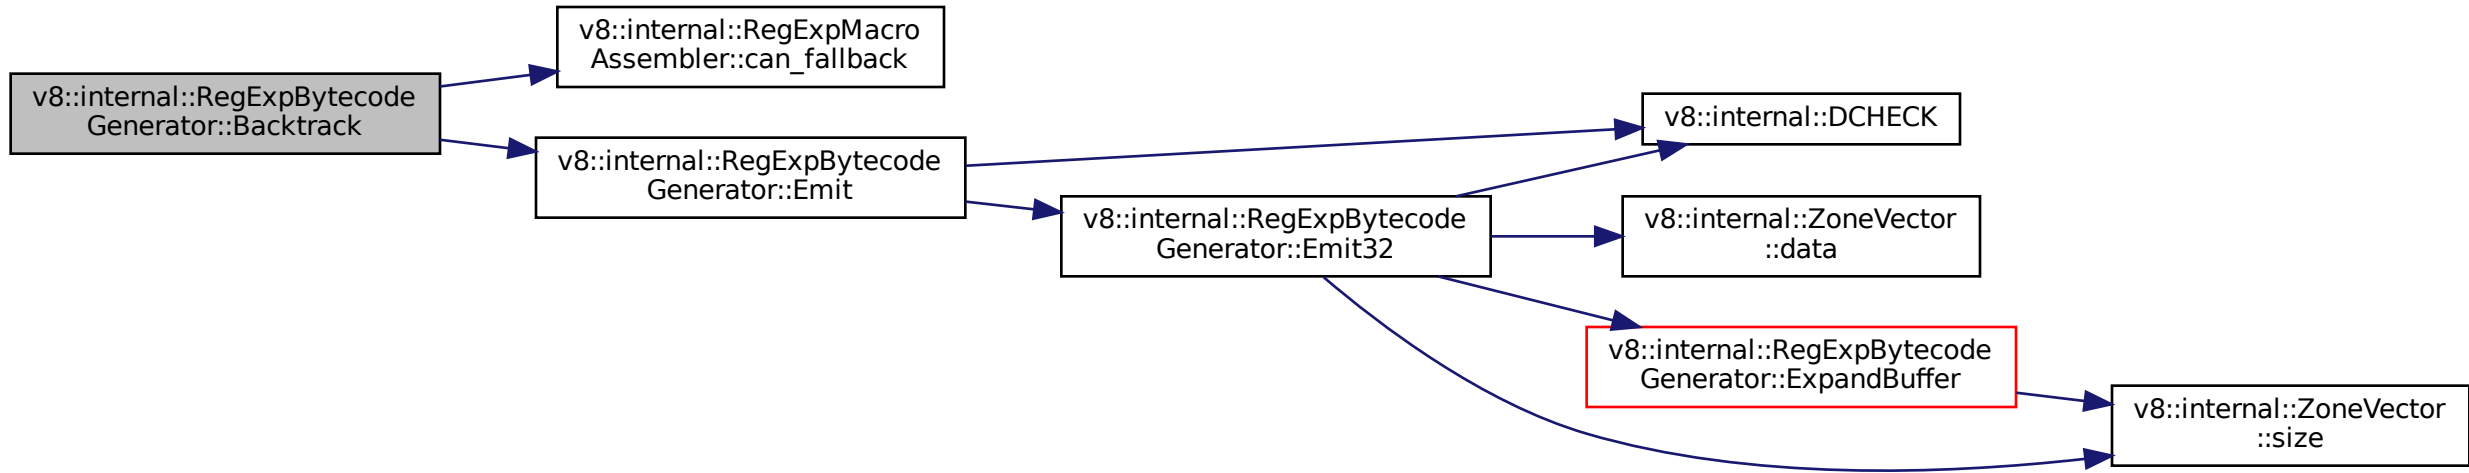 v8::internal::RegExpBytecode
Generator::Backtrack
v8::internal::RegExpMacro
Assembler::can_fallback
v8::internal::RegExpBytecode
Generator::Emit
v8::internal::RegExpBytecode
Generator::Emit32
v8::internal::DCHECK
v8::internal::ZoneVector
::data
v8::internal::RegExpBytecode
Generator::ExpandBuffer
v8::internal::ZoneVector
::size